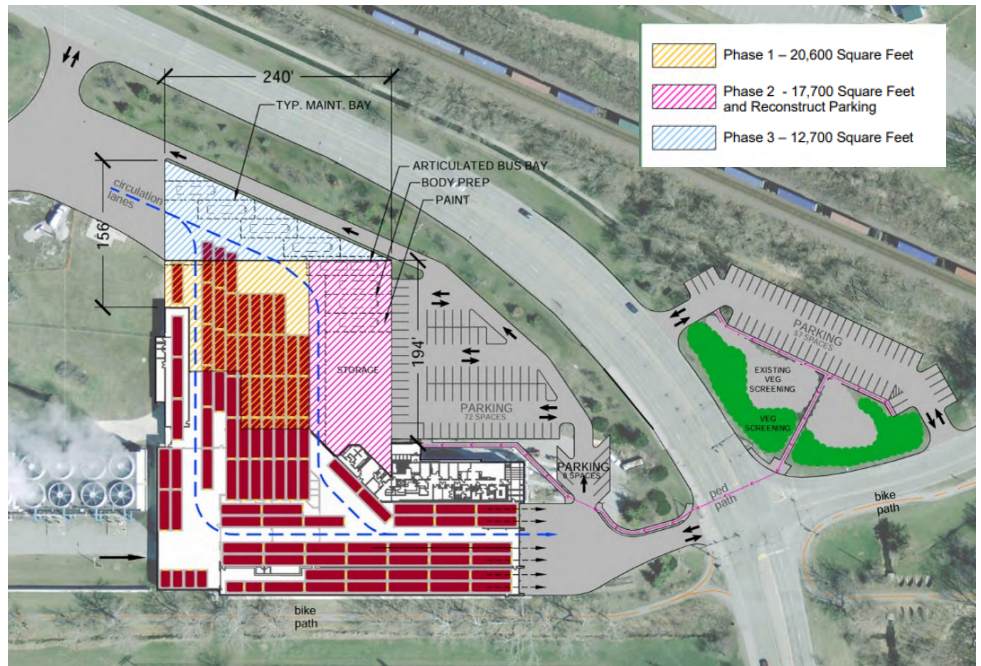 Phase 1 – 20,600 Square Feet
Phase 2 - 17,700 Square Feet
and Reconstruct Parking
Phase 3 – 12,700 Square Feet
240'
TYP. MAINT. BAY
ARTICULATED BUS BAY
BODY PREP
PAINT
circulation
lanes
156'
194'
STORAGE
PARKING
72 SPACES
PARKING
8 SPACES
PARKING
57 SPACES
EXISTING
VEG
SCREENING
VEG
SCREENING
ped
path
bike
path
bike
path